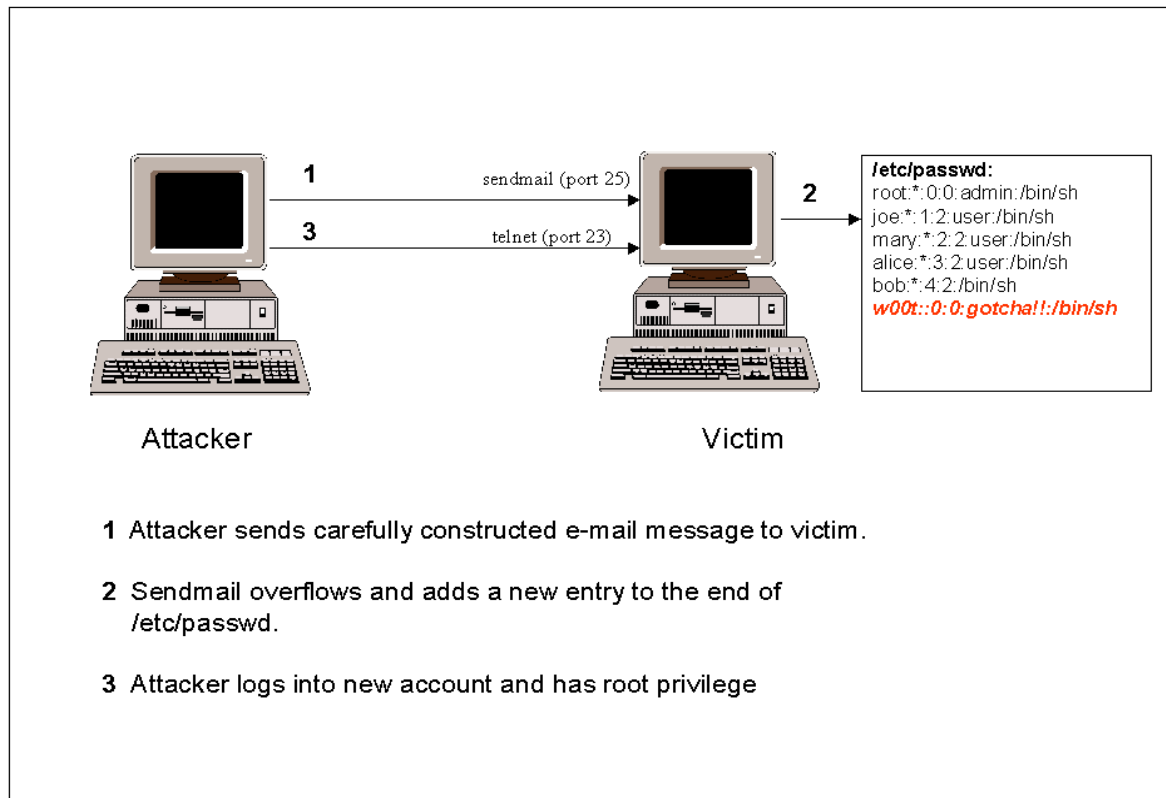 1
sendmail (port 25)
3
telnet (port 23)
2
/etc/passwd:
root:*:0:0:admin:/bin/sh
joe:*:1:2:user:/bin/sh
mary:*:2:2:user:/bin/sh
alice:*:3:2:user:/bin/sh
bob:*:4:2:/bin/sh
w00t::0:0:gotcha!!:/bin/sh
Attacker
Victim
1 Attacker sends carefully constructed e-mail message to victim.
2 Sendmail overflows and adds a new entry to the end of
/etc/passwd.
3 Attacker logs into new account and has root privilege